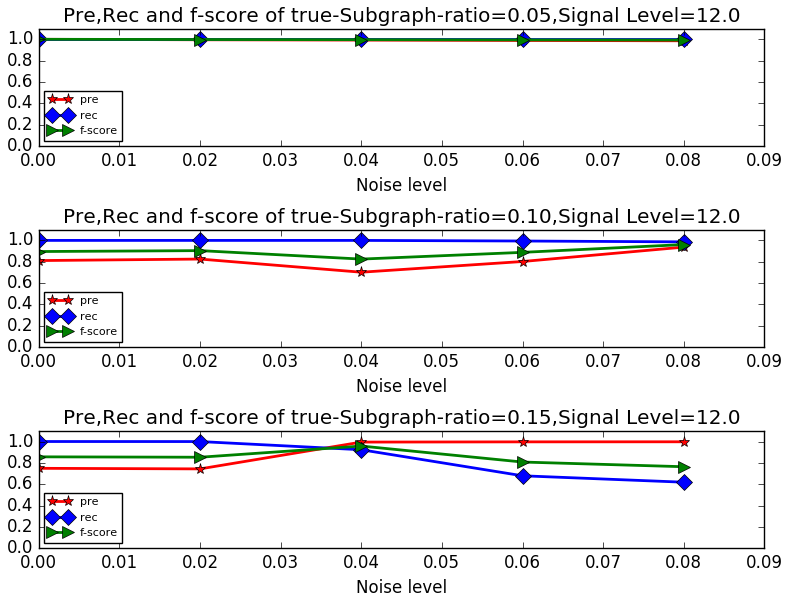 Pre,Rec and f-score of true-Subgraph-ratio=0.05,Signal Level=12.0
1.0
0.8
0.6
0.4
0.2
0.0
pre
rec
f-score
0.00 0.01 0.02 0.03 0.04 0.05 0.06 0.07 0.08 0.09
Noise level
Pre,Rec and f-score of true-Subgraph-ratio=0.10,Signal Level=12.0
1.0
0.8
0.6
0.4
0.2
0.0
pre
rec
f-score
0.00 0.01 0.02 0.03 0.04 0.05 0.06 0.07 0.08 0.09
Noise level
Pre,Rec and f-score of true-Subgraph-ratio=0.15,Signal Level=12.0
1.0
0.8
0.6
0.4
0.2
0.0
pre
rec
f-score
0.00 0.01 0.02 0.03 0.04 0.05 0.06 0.07 0.08 0.09
Noise level